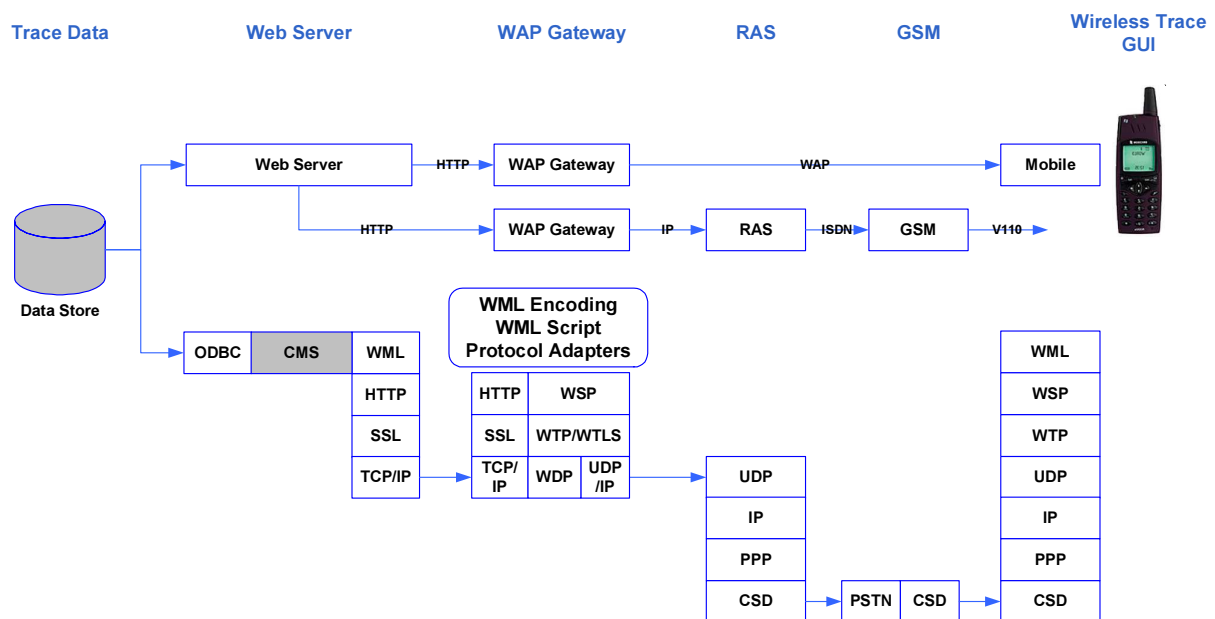 Trace Data
Web Server
WAP Gateway
RAS
GSM
Wireless Trace
GUI
Web Server
HTTP
WAP Gateway
WAP
Mobile
HTTP
WAP Gateway
IP
RAS
ISDN
GSM
V110
Data Store
WML Encoding
WML Script
Protocol Adapters
ODBC
CMS
WML
HTTP
SSL
TCP/IP
HTTP
WSP
SSL
WTP/WTLS
TCP/
IP
WDP
UDP
/IP
UDP
IP
PPP
CSD
PSTN
CSD
WML
WSP
WTP
UDP
IP
PPP
CSD